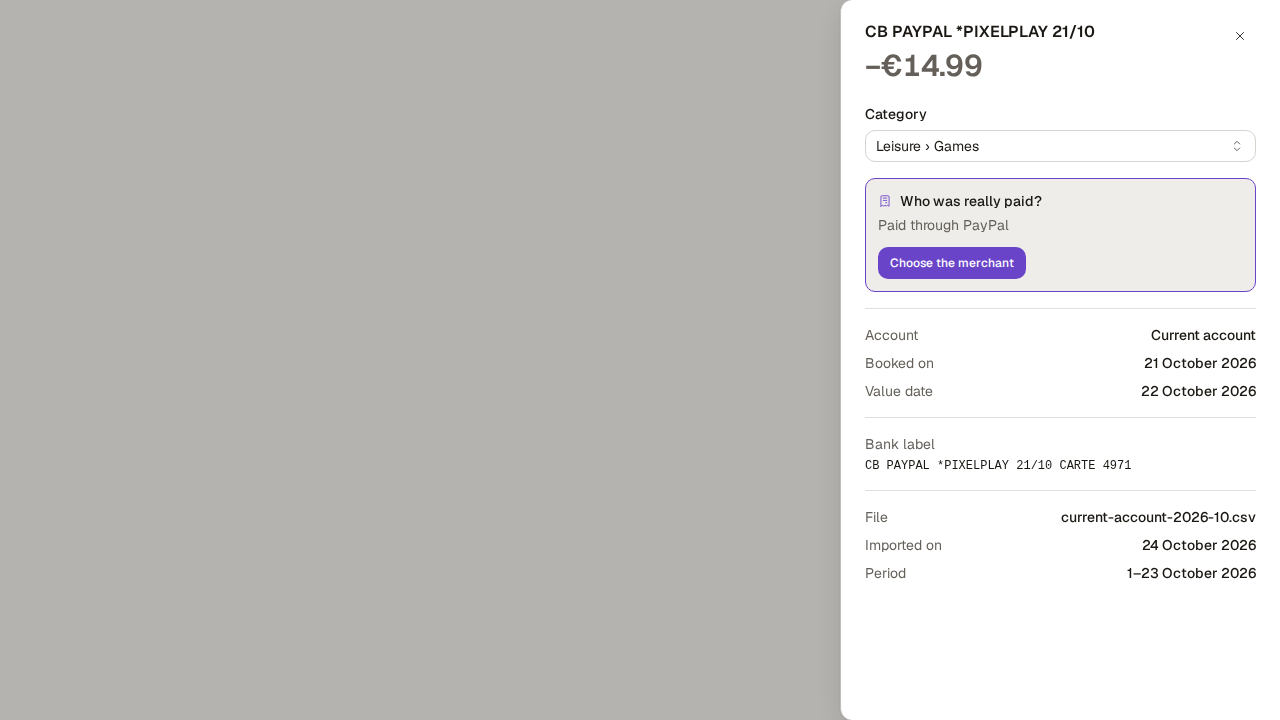 CB PAYPAL *PIXELPLAY 21/10
−€14.99
Category
Leisure › Games
Who was really paid?
Paid through PayPal
Choose the merchant
Account Current account
Booked on 21 October 2026
Value date 22 October 2026
Bank label
CB PAYPAL *PIXELPLAY 21/10 CARTE 4971
File current-account-2026-10.csv
Imported on 24 October 2026
Period 1–23 October 2026